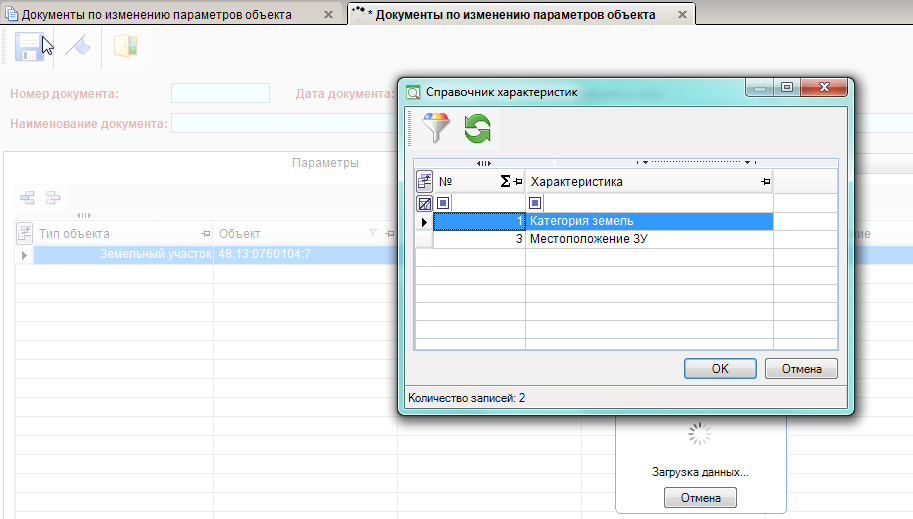 Документы по изменению параметров объекта
* Документы по изменению параметров объекта
Номер документа:
Дата документа:
Наименование документа:
Параметры
Тип объекта
Объект
Земельный участок 48:13:0760104:7
Справочник характеристик
№ Σ
Характеристика
1 Категория земель
3 Местоположение ЗУ
OK
Отмена
Количество записей: 2
Загрузка данных...
Отмена